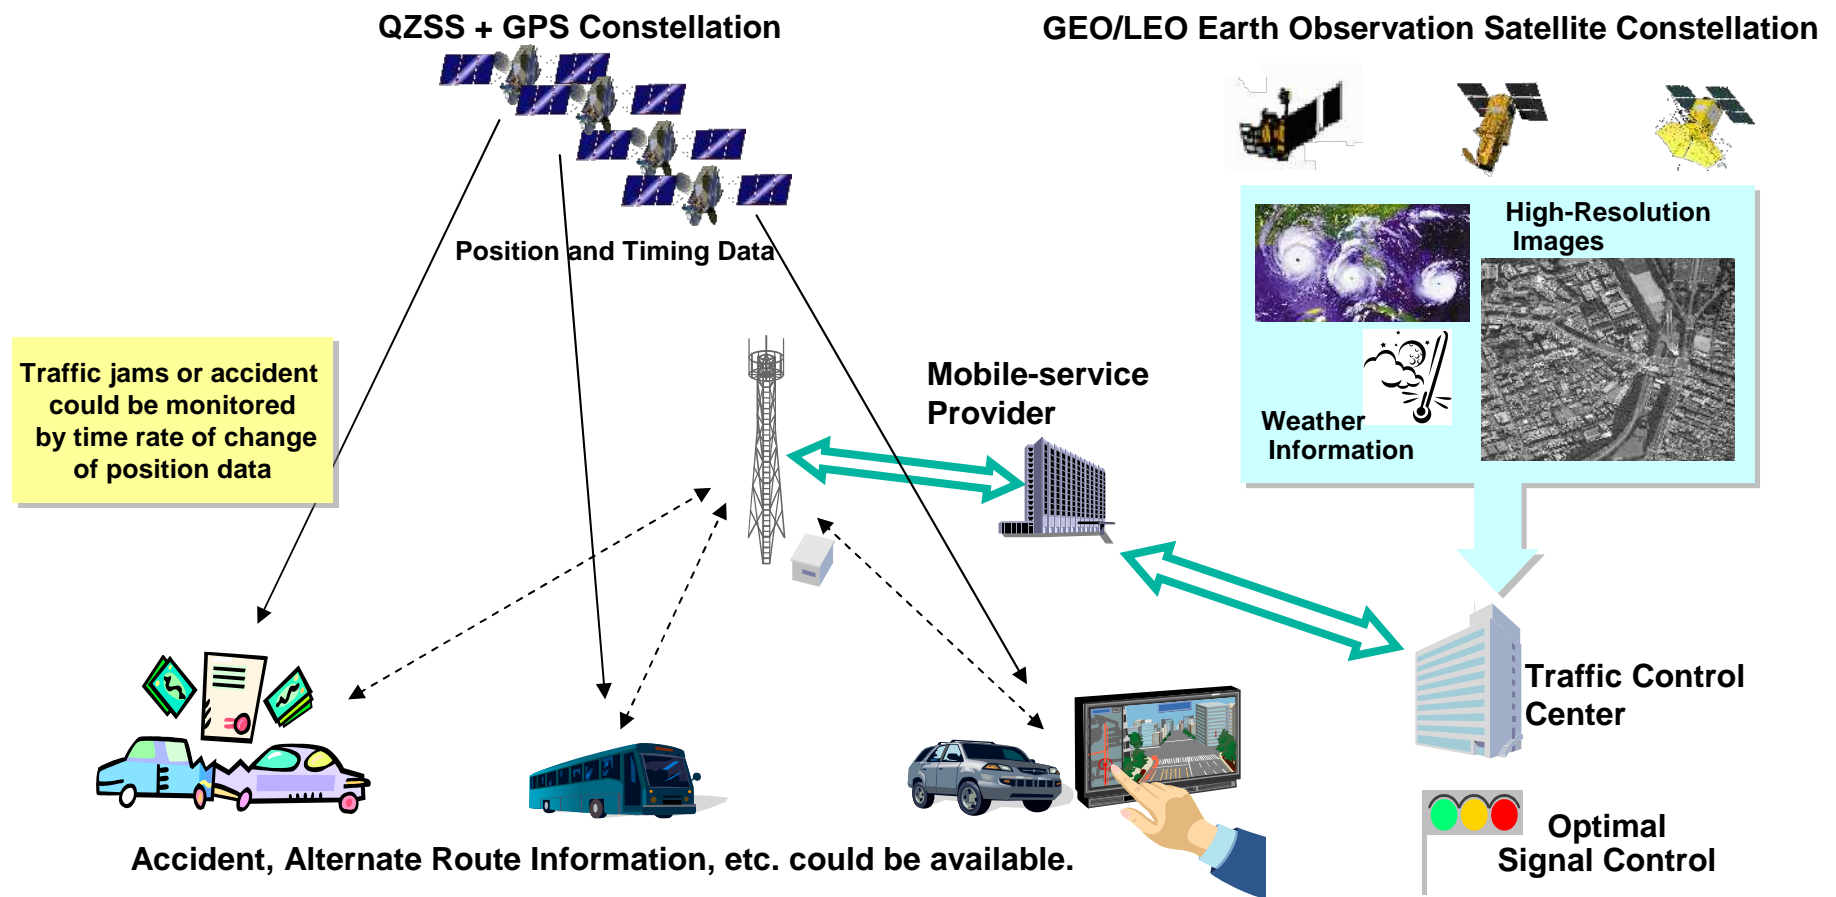 QZSS + GPS Constellation
GEO/LEO Earth Observation Satellite Constellation
Position and Timing Data
High-Resolution
Images
Weather
Information
Traffic jams or accident
could be monitored
by time rate of change
of position data
Mobile-service
Provider
Traffic Control
Center
Optimal
Signal Control
Accident, Alternate Route Information, etc. could be available.